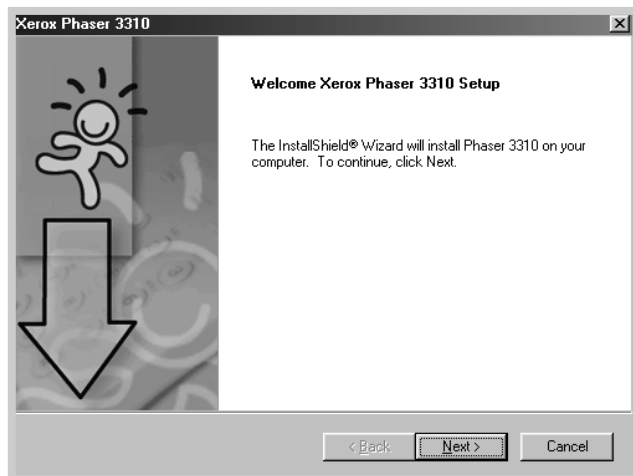 Xerox Phaser 3310
Welcome Xerox Phaser 3310 Setup
The InstallShield® Wizard will install Phaser 3310 on your
computer. To continue, click Next.
< Back Next > Cancel